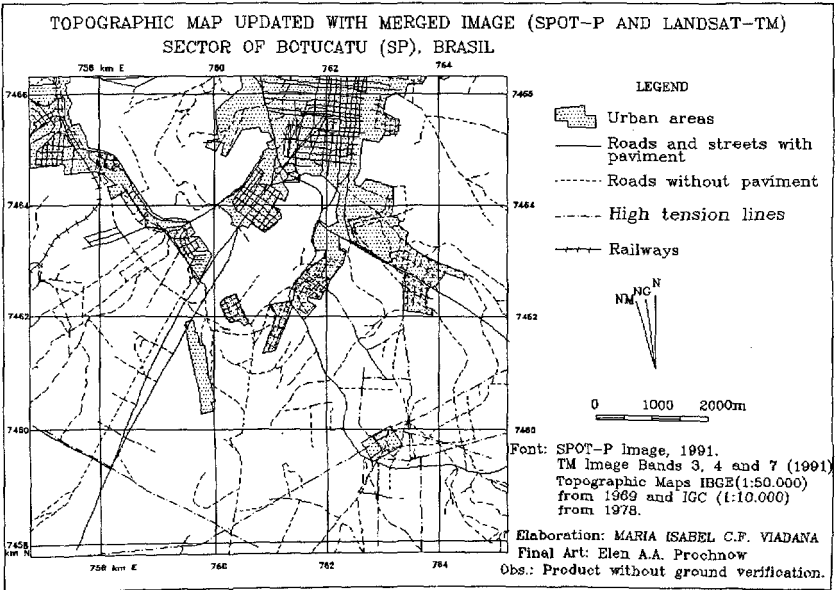 TOPOGRAPHIC MAP UPDATED WITH MERGED IMAGE (SPOT-P AND LANDSAT-TM)
SECTOR OF BOTUCATU (SP), BRASIL
758 km E 760 762 764
7466 7466
7464 7464
7462 7462
7460 7460
7458 7458
km N
758 km E 760 762 764
LEGEND
Urban areas
Roads and streets with
paviment
Roads without paviment
High tension lines
Railways
NM NG N
0 1000 2000m
Font: SPOT-P Image, 1991.
TM Image Bands 3, 4 and 7 (1991)
Topographic Maps IBGE(1:50.000)
from 1969 and IGC (1:10.000)
from 1978.
Elaboration: MARIA ISABEL C.F. VIADANA
Final Art: Elen A.A. Prochnow
Obs.: Product without ground verification.